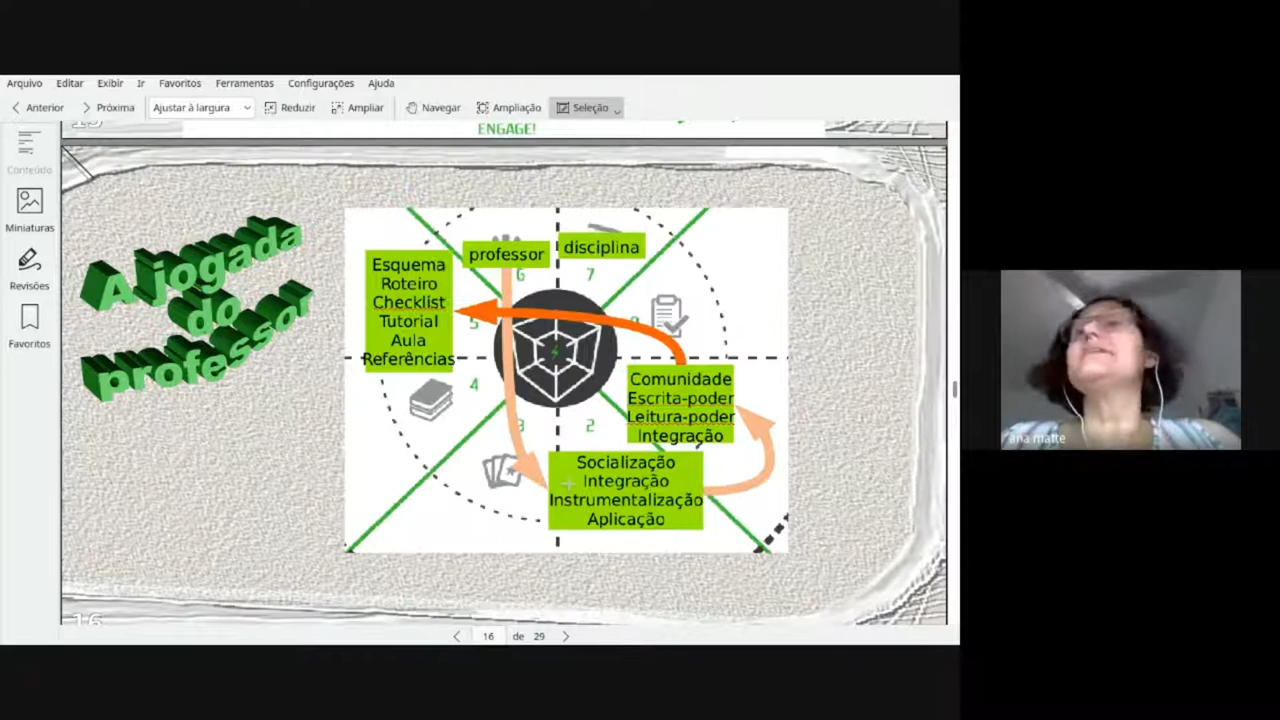 Arquivo Editar Exibir Ir Favoritos Ferramentas Configurações Ajuda
Anterior Próxima Ajustar à largura Reduzir Ampliar Navegar Ampliação Seleção
Conteúdo
Miniaturas
Revisões
Favoritos
ENGAGE!
A jogada
do
professor
professor
disciplina
6
7
Esquema
Roteiro
Checklist
Tutorial
Aula
Referências
5
4
3
2
Comunidade
Escrita-poder
Leitura-poder
Integração
Socialização
Integração
Instrumentalização
Aplicação
16
16 de 29
ana matte